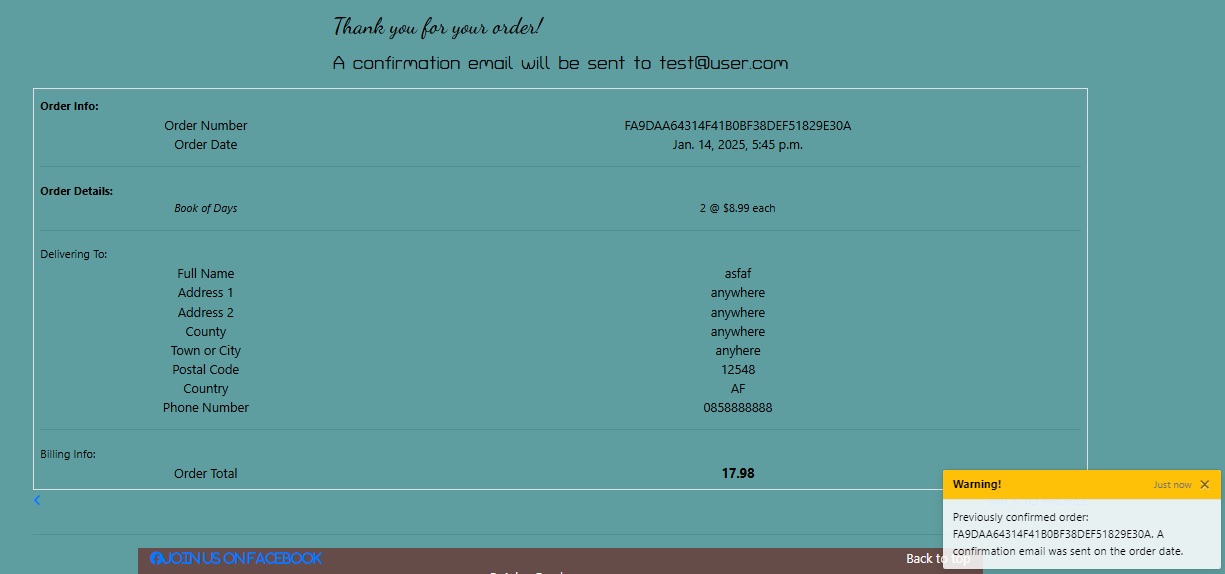 Thank you for your order!
A confirmation email will be sent to test@user.com
Order Info:
Order Number FA9DAA64314F41B0BF38DEF51829E30A
Order Date Jan. 14, 2025, 5:45 p.m.
Order Details:
Book of Days 2 @ $8.99 each
Delivering To:
Full Name asfaf
Address 1 anywhere
Address 2 anywhere
County anywhere
Town or City anyhere
Postal Code 12548
Country AF
Phone Number 0858888888
Billing Info:
Order Total 17.98
Warning! Just now
Previously confirmed order:
FA9DAA64314F41B0BF38DEF51829E30A. A
confirmation email was sent on the order date.
JOIN US ON FACEBOOK
Back to top